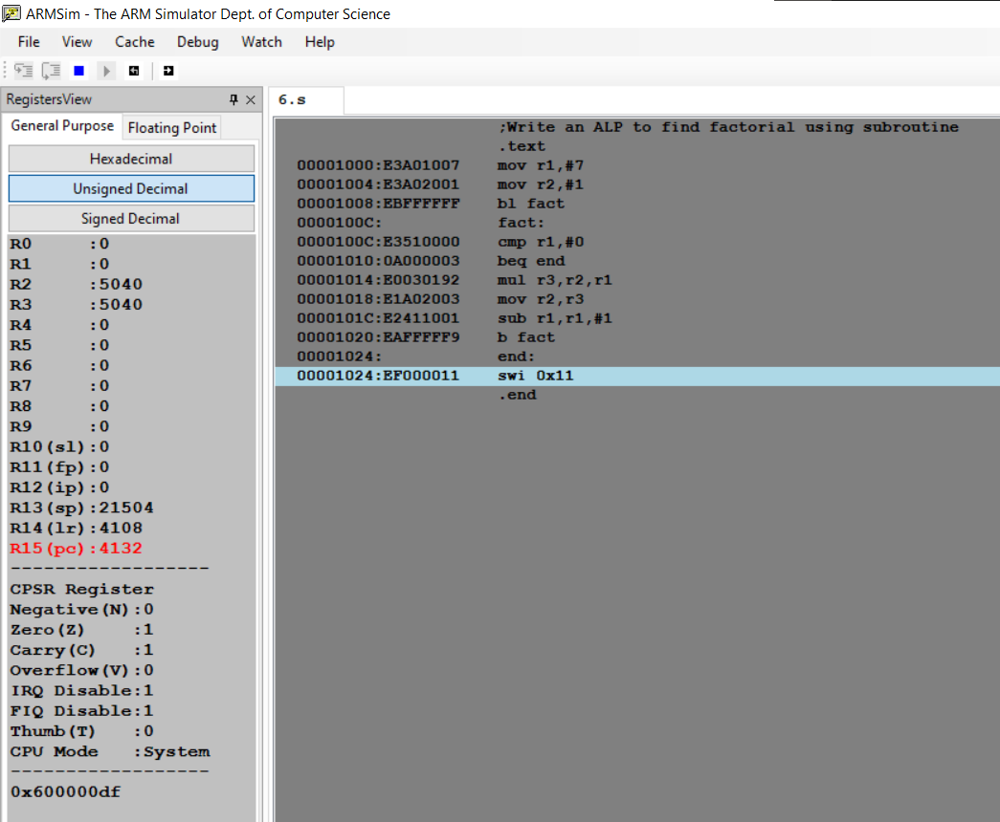 ARMSim - The ARM Simulator Dept. of Computer Science
File View Cache Debug Watch Help
RegistersView
General Purpose Floating Point
Hexadecimal
Unsigned Decimal
Signed Decimal
R0 :0
R1 :0
R2 :5040
R3 :5040
R4 :0
R5 :0
R6 :0
R7 :0
R8 :0
R9 :0
R10(sl):0
R11(fp):0
R12(ip):0
R13(sp):21504
R14(lr):4108
R15(pc):4132
------------------
CPSR Register
Negative(N):0
Zero(Z) :1
Carry(C) :1
Overflow(V):0
IRQ Disable:1
FIQ Disable:1
Thumb(T) :0
CPU Mode :System
------------------
0x600000df
6.s
;Write an ALP to find factorial using subroutine
.text
00001000:E3A01007 mov r1,#7
00001004:E3A02001 mov r2,#1
00001008:EBFFFFFF bl fact
0000100C: fact:
0000100C:E3510000 cmp r1,#0
00001010:0A000003 beq end
00001014:E0030192 mul r3,r2,r1
00001018:E1A02003 mov r2,r3
0000101C:E2411001 sub r1,r1,#1
00001020:EAFFFFF9 b fact
00001024: end:
00001024:EF000011 swi 0x11
.end